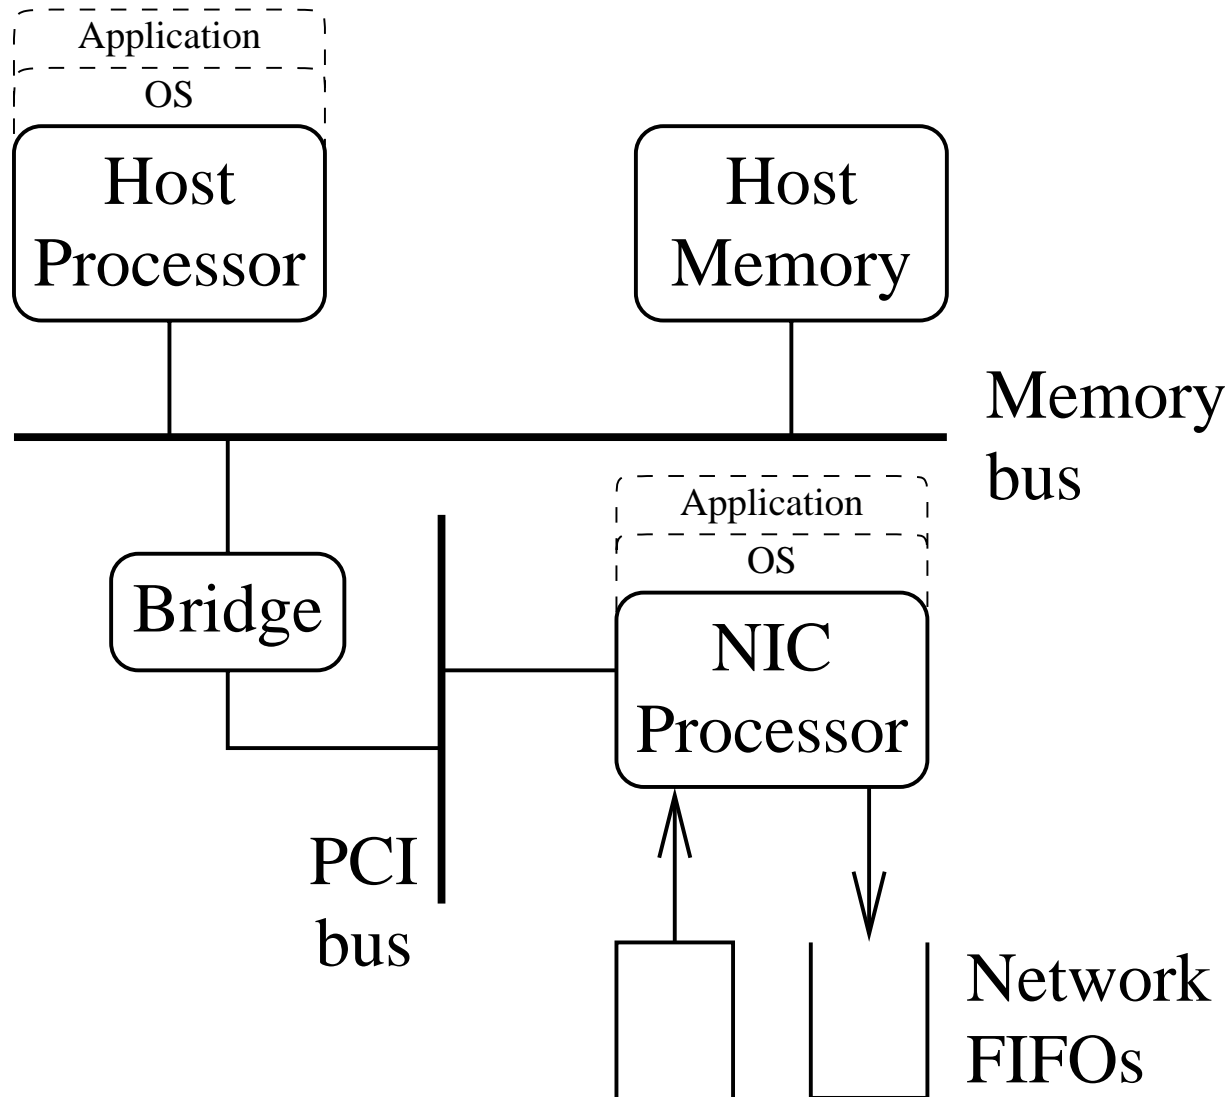 Application
OS
Host
Processor
Host
Memory
Memory
bus
Application
OS
Bridge
NIC
Processor
PCI
bus
Network
FIFOs